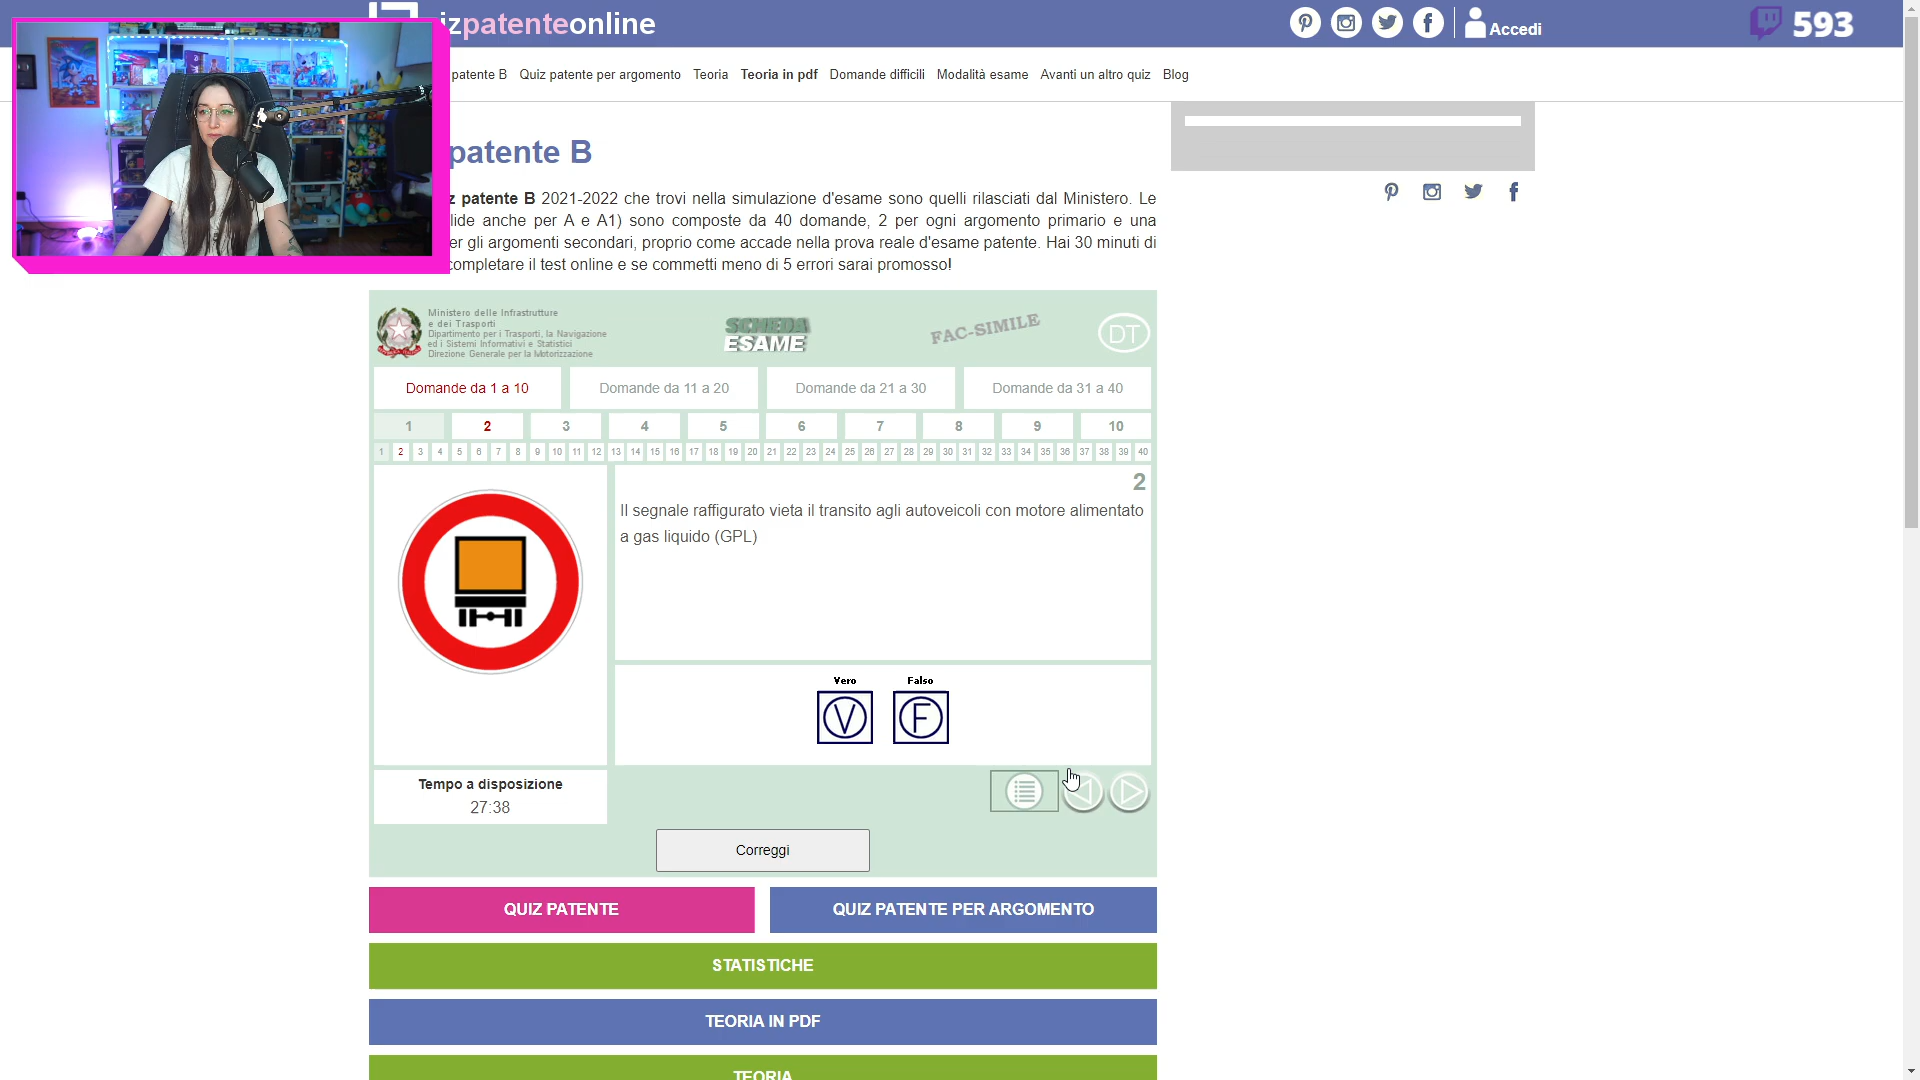 izpatenteonline
Accedi
593
patente B
Quiz patente per argomento
Teoria
Teoria in pdf
Domande difficili
Modalità esame
Avanti un altro quiz
Blog
patente B
z patente B 2021-2022 che trovi nella simulazione d'esame sono quelli rilasciati dal Ministero. Le
lide anche per A e A1) sono composte da 40 domande, 2 per ogni argomento primario e una
er gli argomenti secondari, proprio come accade nella prova reale d'esame patente. Hai 30 minuti di
completare il test online e se commetti meno di 5 errori sarai promosso!
Ministero delle Infrastrutture
e dei Trasporti
Dipartimento per i Trasporti, la Navigazione
ed i Sistemi Informativi e Statistici
Direzione Generale per la Motorizzazione
SCHEDA
ESAME
FAC-SIMILE
DT
Domande da 1 a 10
Domande da 11 a 20
Domande da 21 a 30
Domande da 31 a 40
1 2 3 4 5 6 7 8 9 10
1 2 3 4 5 6 7 8 9 10 11 12 13 14 15 16 17 18 19 20 21 22 23 24 25 26 27 28 29 30 31 32 33 34 35 36 37 38 39 40
2
Il segnale raffigurato vieta il transito agli autoveicoli con motore alimentato
a gas liquido (GPL)
Vero
Falso
V
F
Tempo a disposizione
27:38
Correggi
QUIZ PATENTE
QUIZ PATENTE PER ARGOMENTO
STATISTICHE
TEORIA IN PDF
TEORIA